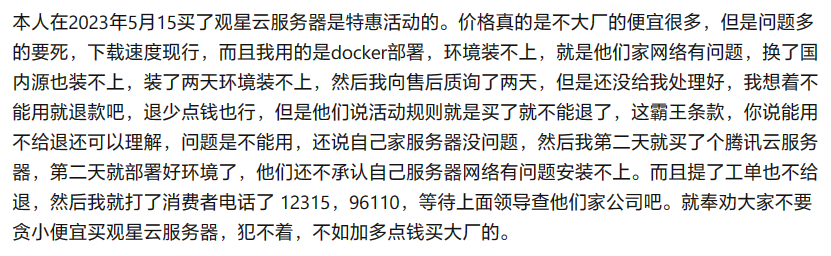 本人在2023年5月15买了观星云服务器是特惠活动的。价格真的是不大厂的便宜很多，但是问题多
的要死，下载速度现行，而且我用的是docker部署，环境装不上，就是他们家网络有问题，换了国
内源也装不上，装了两天环境装不上，然后我向售后质询了两天，但是还没给我处理好，我想着不
能用就退款吧，退少点钱也行，但是他们说活动规则就是买了就不能退了，这霸王条款，你说能用
不给退还可以理解，问题是不能用，还说自己家服务器没问题，然后我第二天就买了个腾讯云服务
器，第二天就部署好环境了，他们还不承认自己服务器网络有问题安装不上。而且提了工单也不给
退，然后我就打了消费者电话了 12315，96110，等待上面领导查他们家公司吧。就奉劝大家不要
贪小便宜买观星云服务器，犯不着，不如加多点钱买大厂的。